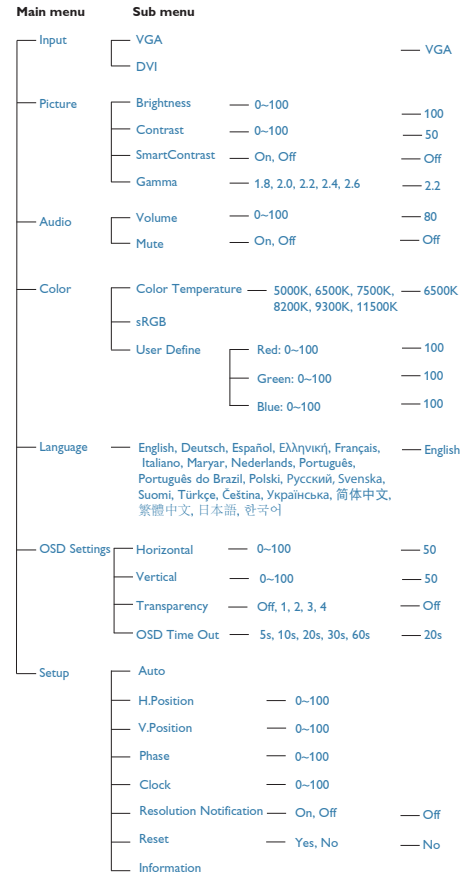 Main menu Sub menu
Input VGA VGA
DVI
Picture Brightness 0~100 100
Contrast 0~100 50
SmartContrast On, Off Off
Gamma 1.8, 2.0, 2.2, 2.4, 2.6 2.2
Audio Volume 0~100 80
Mute On, Off Off
Color Color Temperature 5000K, 6500K, 7500K, 6500K
8200K, 9300K, 11500K
sRGB
User Define Red: 0~100 100
Green: 0~100 100
Blue: 0~100 100
Language English, Deutsch, Español, Ελληνική, Français, English
Italiano, Maryar, Nederlands, Português,
Português do Brazil, Polski, Русский, Svenska,
Suomi, Türkçe, Čeština, Українська, 简体中文,
繁體中文, 日本語, 한국어
OSD Settings Horizontal 0~100 50
Vertical 0~100 50
Transparency Off, 1, 2, 3, 4 Off
OSD Time Out 5s, 10s, 20s, 30s, 60s 20s
Setup Auto
H.Position 0~100
V.Position 0~100
Phase 0~100
Clock 0~100
Resolution Notification On, Off Off
Reset Yes, No No
Information